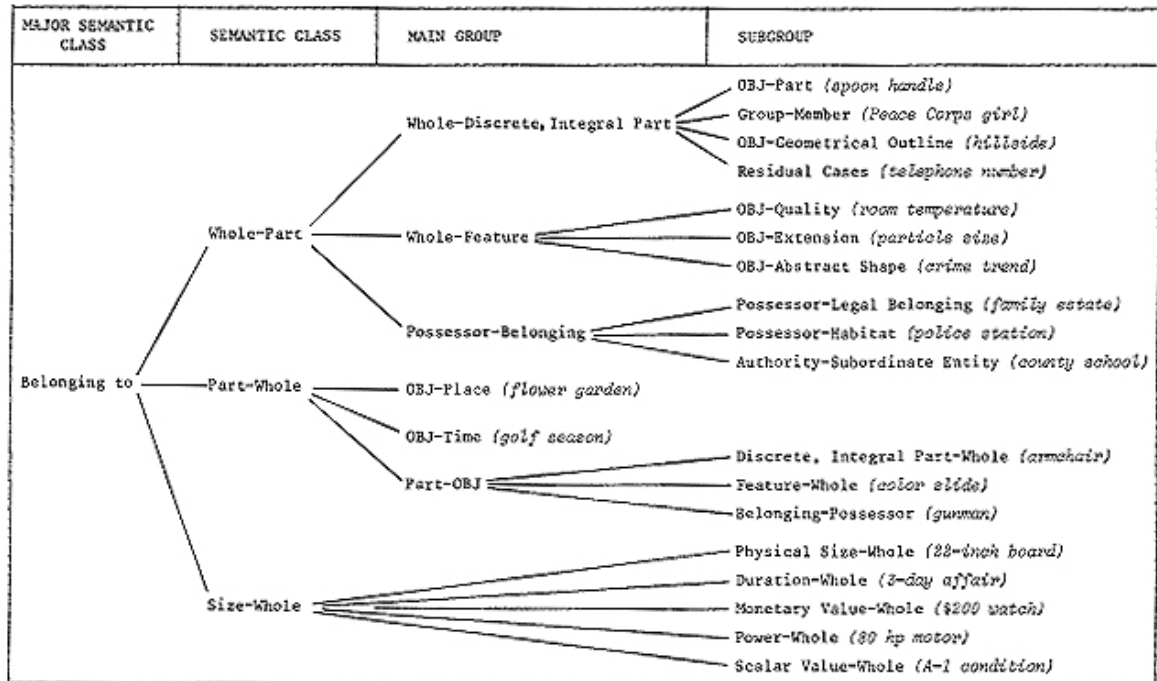 MAJOR SEMANTIC CLASS SEMANTIC CLASS MAIN GROUP SUBGROUP
OBJ-Part (spoon handle)
Whole-Discrete, Integral Part Group-Member (Peace Corps girl)
OBJ-Geometrical Outline (hillside)
Residual Cases (telephone number)
OBJ-Quality (room temperature)
Whole-Part Whole-Feature OBJ-Extension (particle size)
OBJ-Abstract Shape (crime trend)
Possessor-Legal Belonging (family estate)
Possessor-Belonging Possessor-Habitat (police station)
Authority-Subordinate Entity (county school)
Belonging to Part-Whole OBJ-Place (flower garden)
OBJ-Time (golf season)
Discrete, Integral Part-Whole (armchair)
Part-OBJ Feature-Whole (color slide)
Belonging-Possessor (gunman)
Physical Size-Whole (22-inch board)
Duration-Whole (3-day affair)
Size-Whole Monetary Value-Whole ($200 watch)
Power-Whole (80 hp motor)
Scalar Value-Whole (A-1 condition)